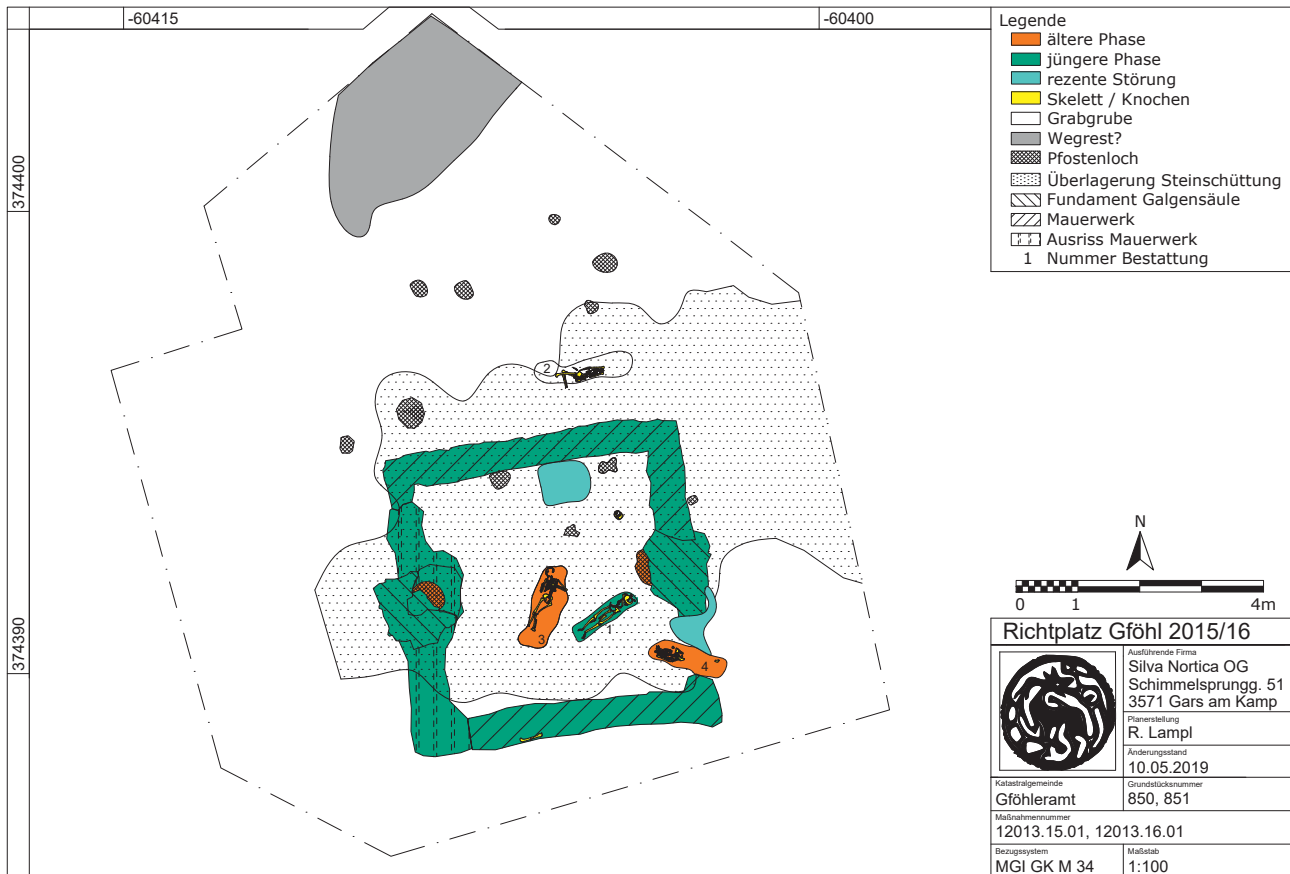 -60415
-60400
374400
374390
Legende
ältere Phase
jüngere Phase
rezente Störung
Skelett / Knochen
Grabgrube
Wegrest?
Pfostenloch
Überlagerung Steinschüttung
Fundament Galgensäule
Mauerwerk
Ausriss Mauerwerk
1 Nummer Bestattung
2
3
1
4
N
0 1 4m
Richtplatz Gföhl 2015/16
Ausführende Firma
Silva Nortica OG
Schimmelsprungg. 51
3571 Gars am Kamp
Planerstellung
R. Lampl
Änderungsstand
10.05.2019
Katastralgemeinde
Gföhleramt
Grundstücksnummer
850, 851
Maßnahmennummer
12013.15.01, 12013.16.01
Bezugssystem
MGI GK M 34
Maßstab
1:100